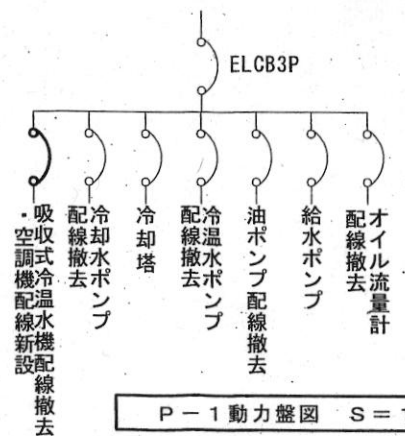 ELCB3P
吸収式冷温水機配線撤去
・空調機配線新設
冷却水ポンプ
配線撤去
冷却塔
冷温水ポンプ
配線撤去
油ポンプ配線撤去
給水ポンプ
オイル流量計
配線撤去
P－1動力盤図 S＝